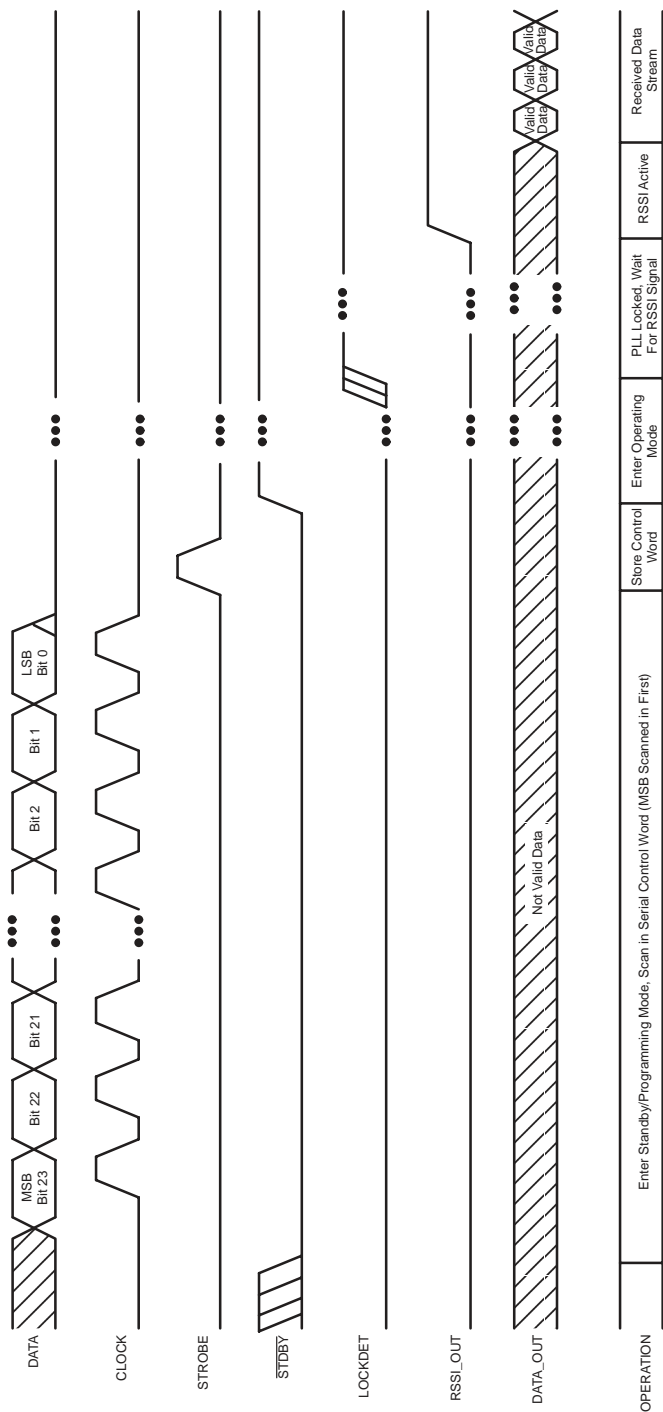 DATA
MSB
Bit 23
Bit 22
Bit 21
Bit 2
Bit 1
LSB
Bit 0
CLOCK
STROBE
STDBY
LOCKDET
RSSI_OUT
DATA_OUT
Not Valid Data
Valid
Data
Valid
Data
Valid
Data
OPERATION
Enter Standby/Programming Mode, Scan in Serial Control Word (MSB Scanned in First)
Store Control
Word
Enter Operating
Mode
PLL Locked, Wait
For RSSI Signal
RSSI Active
Received Data
Stream